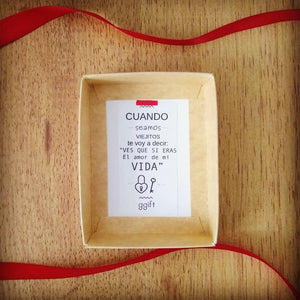 CUANDO
seamos
VIEJITOS
te voy a decir:
"VES QUE SI ERAS
El amor de mi
VIDA"
ggift